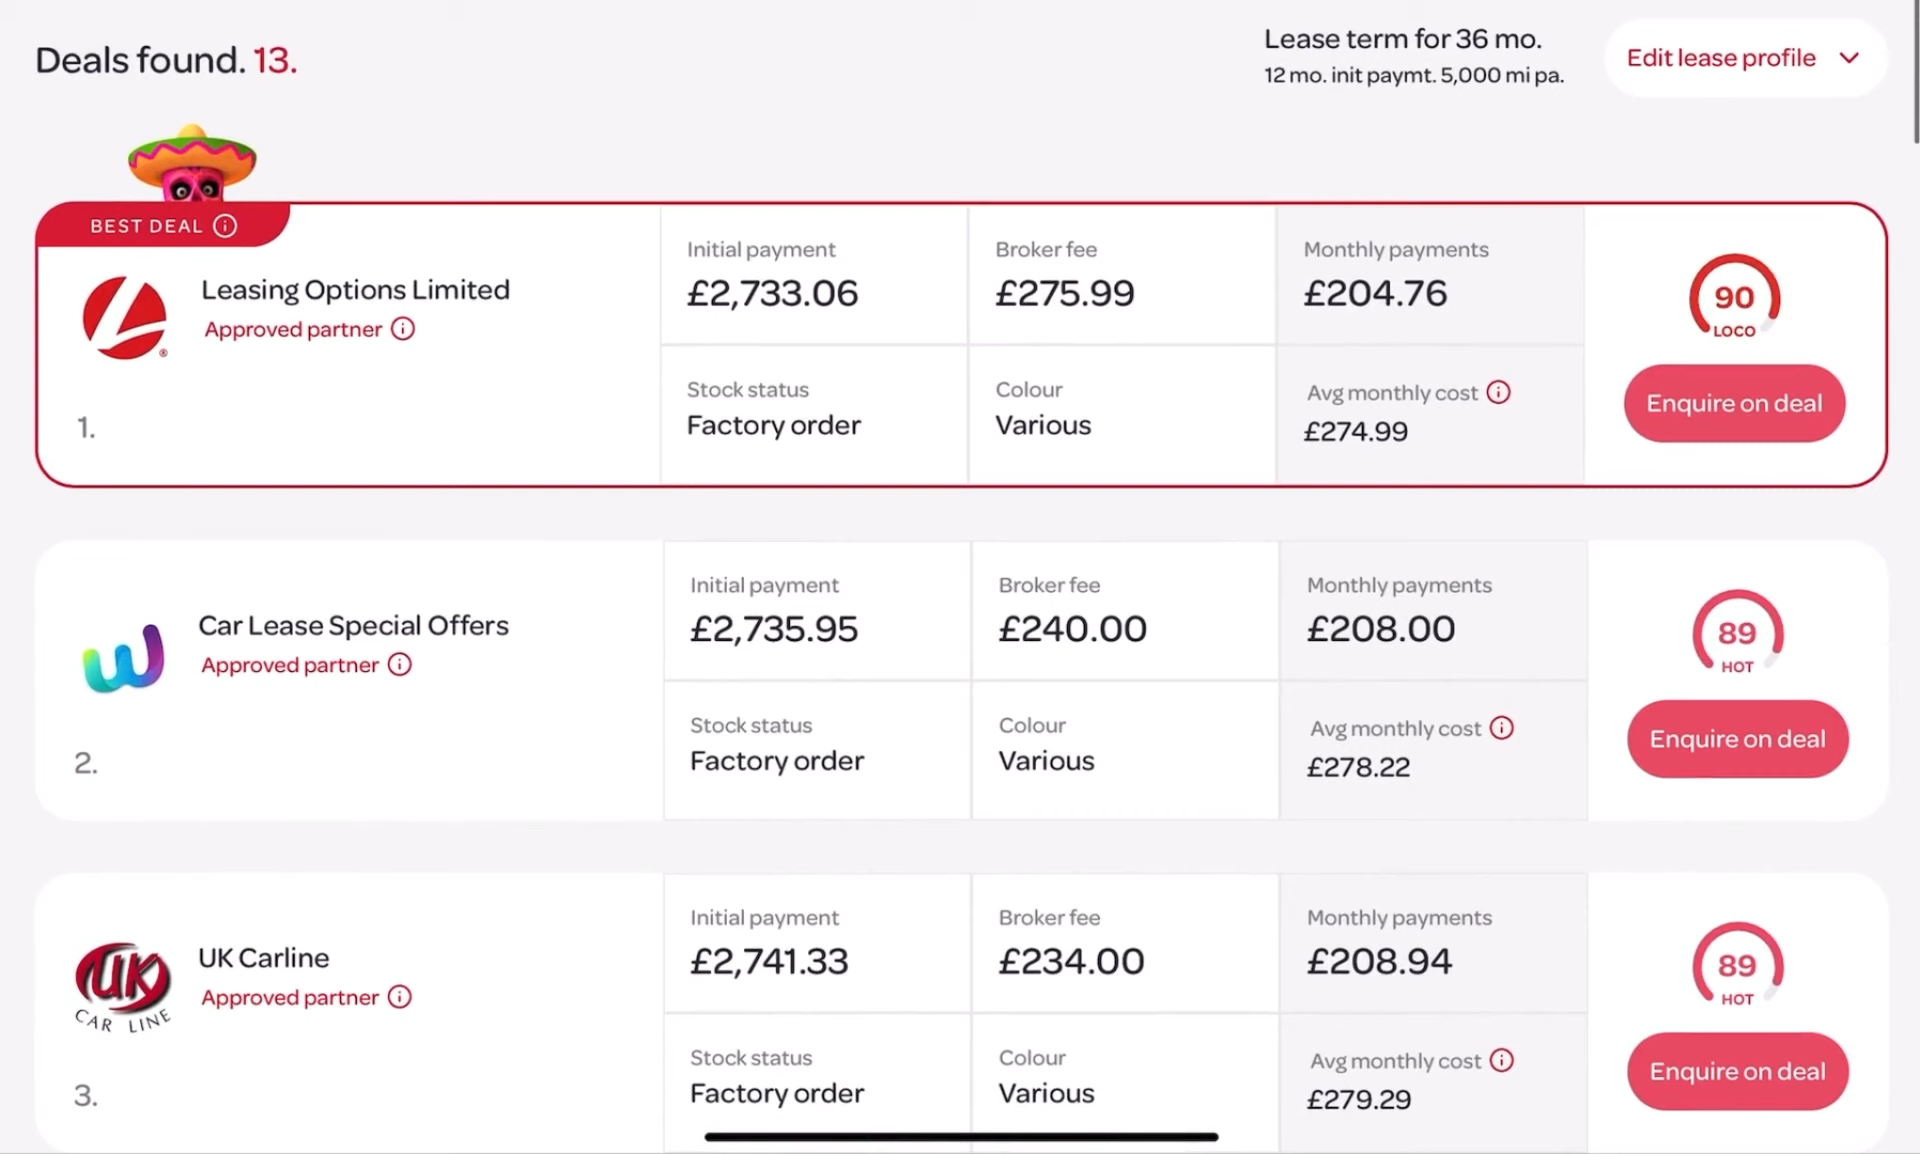 Deals found. 13.
Lease term for 36 mo.
12 mo. init paymt. 5,000 mi pa.
Edit lease profile
BEST DEAL
Leasing Options Limited
Approved partner
1.
Initial payment
£2,733.06
Broker fee
£275.99
Monthly payments
£204.76
Stock status
Factory order
Colour
Various
Avg monthly cost
£274.99
90
LOCO
Enquire on deal
Car Lease Special Offers
Approved partner
2.
Initial payment
£2,735.95
Broker fee
£240.00
Monthly payments
£208.00
Stock status
Factory order
Colour
Various
Avg monthly cost
£278.22
89
HOT
Enquire on deal
UK
CAR LINE
UK Carline
Approved partner
3.
Initial payment
£2,741.33
Broker fee
£234.00
Monthly payments
£208.94
Stock status
Factory order
Colour
Various
Avg monthly cost
£279.29
89
HOT
Enquire on deal